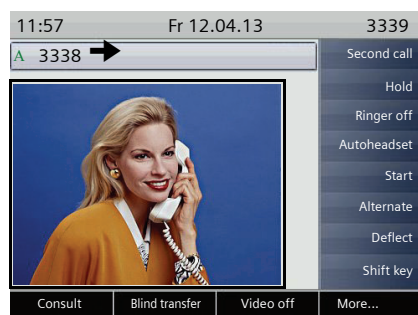 11:57 Fr 12.04.13 3339
A 3338
Second call
Hold
Ringer off
Autoheadset
Start
Alternate
Deflect
Shift key
Consult Blind transfer Video off More...